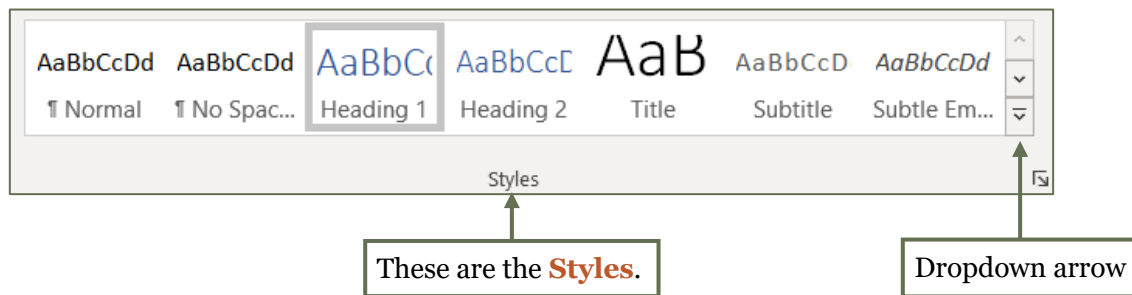 AaBbCcDd AaBbCcDd AaBbCc AaBbCcD AaB AaBbCcD AaBbCcDd
¶ Normal ¶ No Spac... Heading 1 Heading 2 Title Subtitle Subtle Em...
Styles
These are the Styles.
Dropdown arrow